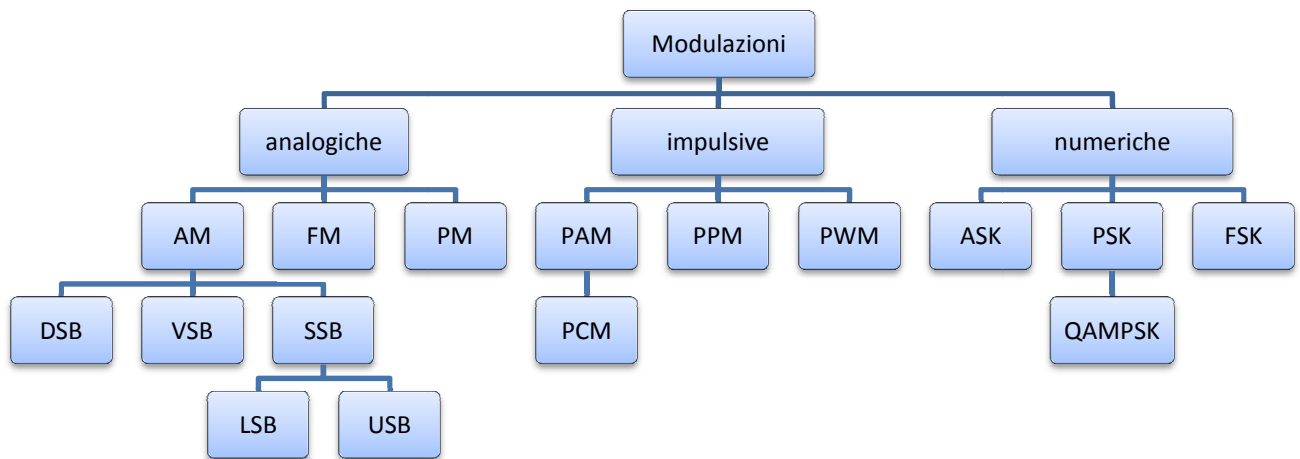 Modulazioni
analogiche
impulsive
numeriche
AM
FM
PM
PAM
PPM
PWM
ASK
PSK
FSK
DSB
VSB
SSB
PCM
QAMPSK
LSB
USB